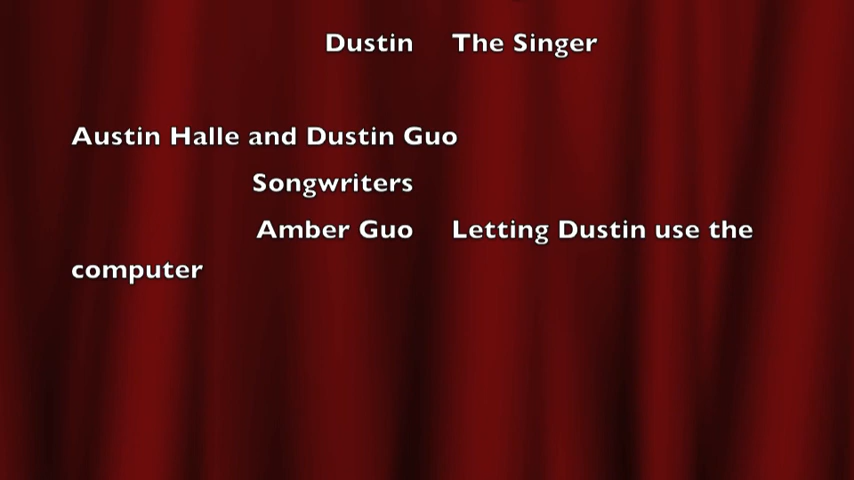 Dustin The Singer
Austin Halle and Dustin Guo
Songwriters
Amber Guo Letting Dustin use the
computer